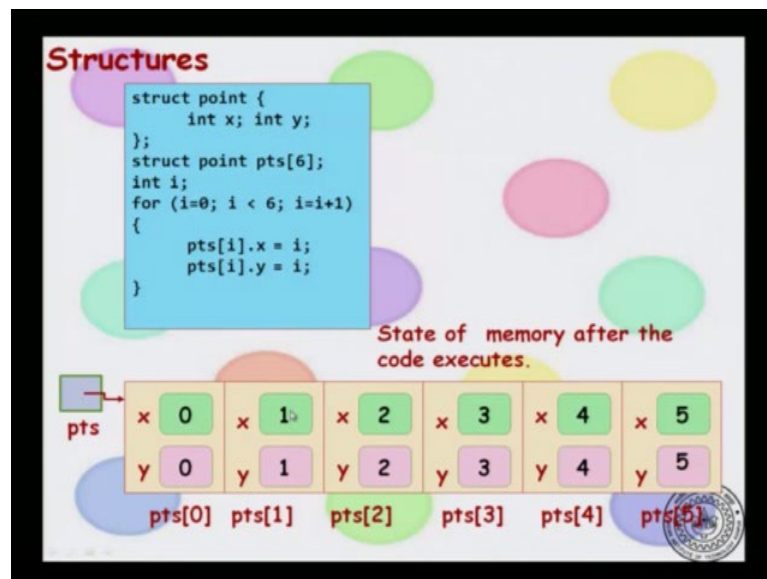 Structures
struct point {
int x; int y;
};
struct point pts[6];
int i;
for (i=0; i < 6; i=i+1)
{
pts[i].x = i;
pts[i].y = i;
}
State of memory after the
code executes.
pts
x 0 x 1 x 2 x 3 x 4 x 5
y 0 y 1 y 2 y 3 y 4 y 5
pts[0] pts[1] pts[2] pts[3] pts[4] pts[5]